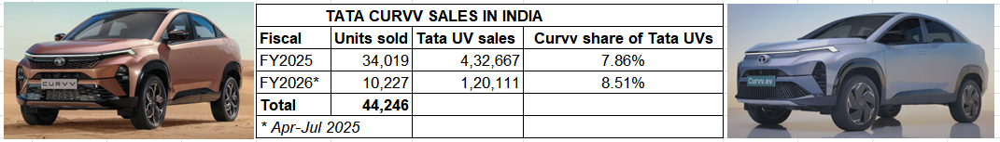 TATA CURVV SALES IN INDIA
Fiscal Units sold Tata UV sales Curvv share of Tata UVs
FY2025 34,019 4,32,667 7.86%
FY2026* 10,227 1,20,111 8.51%
Total 44,246
* Apr-Jul 2025
CURVV
Curvv.ev